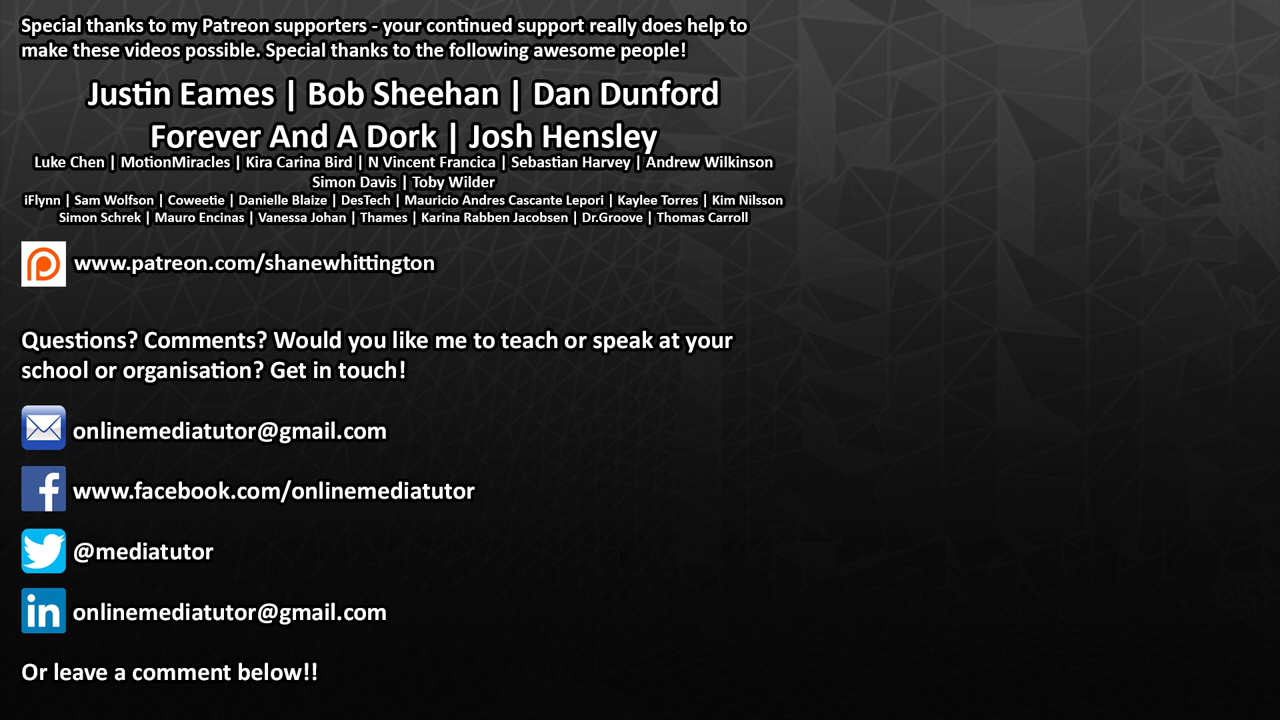 Special thanks to my Patreon supporters - your continued support really does help to
make these videos possible. Special thanks to the following awesome people!
Justin Eames | Bob Sheehan | Dan Dunford
Forever And A Dork | Josh Hensley
Luke Chen | MotionMiracles | Kira Carina Bird | N Vincent Francica | Sebastian Harvey | Andrew Wilkinson
Simon Davis | Toby Wilder
iFlynn | Sam Wolfson | Coweetie | Danielle Blaize | DesTech | Mauricio Andres Cascante Lepori | Kaylee Torres | Kim Nilsson
Simon Schrek | Mauro Encinas | Vanessa Johan | Thames | Karina Rabben Jacobsen | Dr.Groove | Thomas Carroll
www.patreon.com/shanewhittington
Questions? Comments? Would you like me to teach or speak at your
school or organisation? Get in touch!
onlinemediatutor@gmail.com
www.facebook.com/onlinemediatutor
@mediatutor
in onlinemediatutor@gmail.com
Or leave a comment below!!